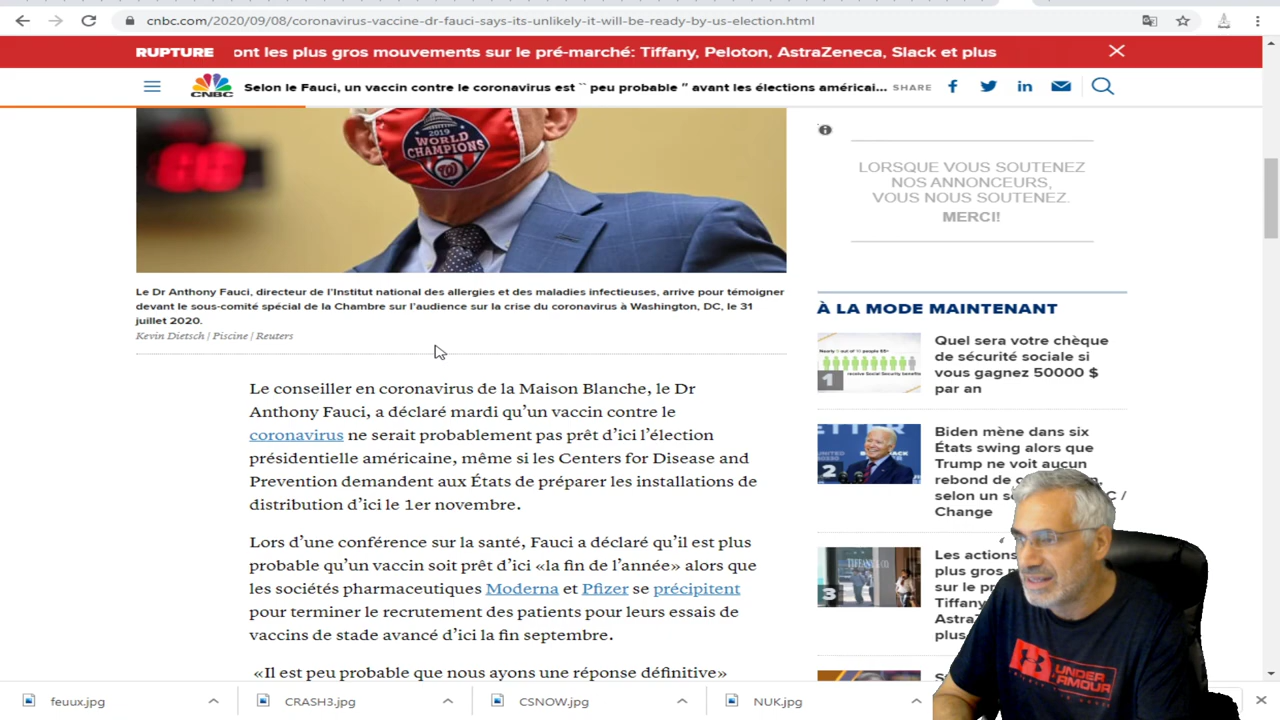 cnbc.com/2020/09/08/coronavirus-vaccine-dr-fauci-says-its-unlikely-it-will-be-ready-by-us-election.html
RUPTURE ont les plus gros mouvements sur le pré-marché: Tiffany, Peloton, AstraZeneca, Slack et plus
CNBC
Selon le Fauci, un vaccin contre le coronavirus est `` peu probable '' avant les élections américai...
SHARE
2019
WORLD
CHAMPIONS
W
Le Dr Anthony Fauci, directeur de l'Institut national des allergies et des maladies infectieuses, arrive pour témoigner
devant le sous-comité spécial de la Chambre sur l'audience sur la crise du coronavirus à Washington, DC, le 31
juillet 2020.
Kevin Dietsch | Piscine | Reuters
Le conseiller en coronavirus de la Maison Blanche, le Dr
Anthony Fauci, a déclaré mardi qu'un vaccin contre le
coronavirus ne serait probablement pas prêt d'ici l'élection
présidentielle américaine, même si les Centers for Disease and
Prevention demandent aux États de préparer les installations de
distribution d'ici le 1er novembre.
Lors d'une conférence sur la santé, Fauci a déclaré qu'il est plus
probable qu'un vaccin soit prêt d'ici «la fin de l'année» alors que
les sociétés pharmaceutiques Moderna et Pfizer se précipitent
pour terminer le recrutement des patients pour leurs essais de
vaccins de stade avancé d'ici la fin septembre.
«Il est peu probable que nous ayons une réponse définitive»
LORSQUE VOUS SOUTENEZ
NOS ANNONCEURS,
VOUS NOUS SOUTENEZ.
MERCI!
À LA MODE MAINTENANT
1
Quel sera votre chèque
de sécurité sociale si
vous gagnez 50000 $
par an
2
Biden mène dans six
États swing alors que
Trump ne voit aucun
rebond de
selon un
Change
3
Les actions
plus gros
sur le
Tiffany
plus
UNDER
ARMOUR
feuux.jpg
CRASH3.jpg
CSNOW.jpg
NUK.jpg